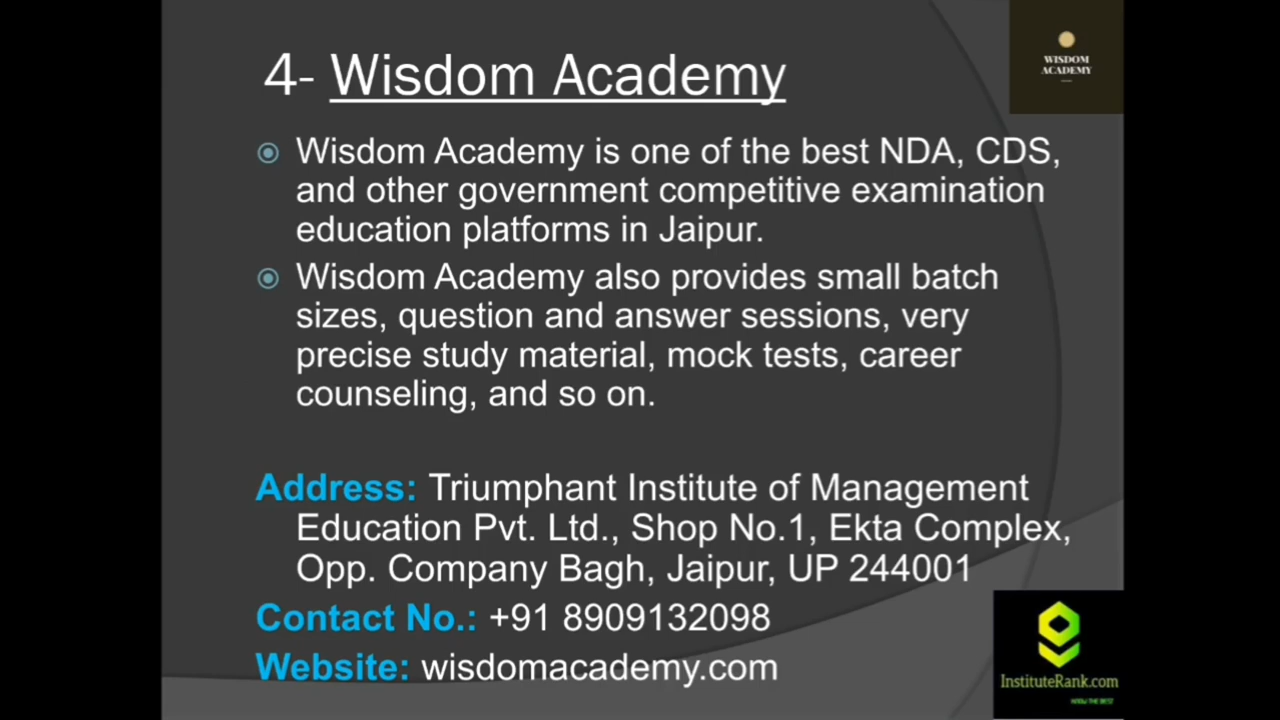 4- Wisdom Academy
WISDOM
ACADEMY
Wisdom Academy is one of the best NDA, CDS,
and other government competitive examination
education platforms in Jaipur.
Wisdom Academy also provides small batch
sizes, question and answer sessions, very
precise study material, mock tests, career
counseling, and so on.
Address: Triumphant Institute of Management
Education Pvt. Ltd., Shop No.1, Ekta Complex,
Opp. Company Bagh, Jaipur, UP 244001
Contact No.: +91 8909132098
Website: wisdomacademy.com
InstituteRank.com
KNOW THE BEST